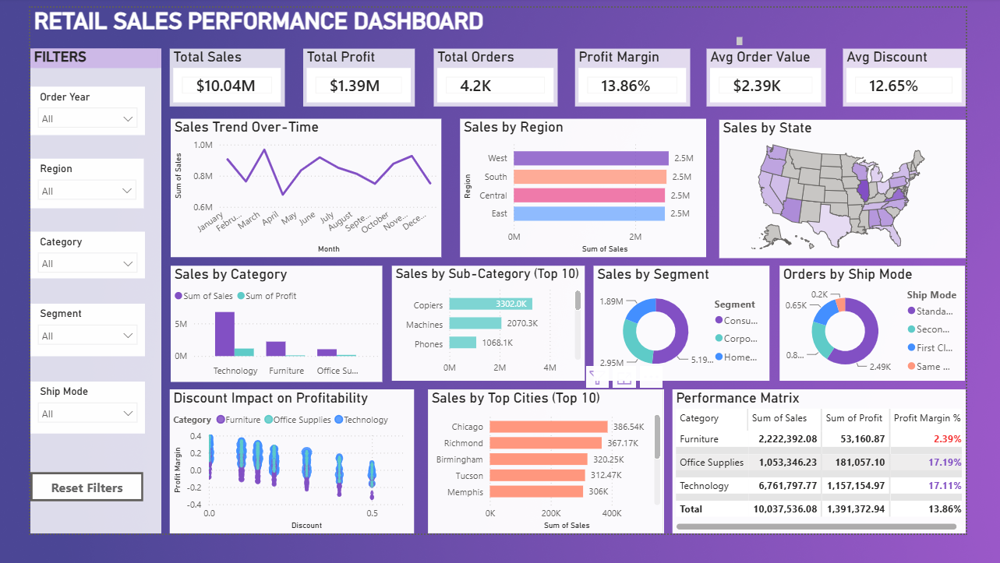 RETAIL SALES PERFORMANCE DASHBOARD
FILTERS
Order Year
All
Region
All
Category
All
Segment
All
Ship Mode
All
Reset Filters
Total Sales
$10.04M
Total Profit
$1.39M
Total Orders
4.2K
Profit Margin
13.86%
Avg Order Value
$2.39K
Avg Discount
12.65%
Sales Trend Over-Time
Sum of Sales
1.0M
0.8M
0.6M
January
Febru...
March
April
May
June
July
August
Septe...
October
Nove...
Dece...
Month
Sales by Region
Region
West 2.5M
South 2.5M
Central 2.5M
East 2.5M
0M 2M
Sum of Sales
Sales by State
Sales by Category
Sum of Sales Sum of Profit
5M
0M
Technology Furniture Office Su...
Sales by Sub-Category (Top 10)
Copiers 3302.0K
Machines 2070.3K
Phones 1068.1K
0M 2M 4M
Sales by Segment
1.89M
2.95M
5.19...
Segment
Consu...
Corpo...
Home...
Orders by Ship Mode
0.2K
0.65K
0.8...
2.49K
Ship Mode
Standa...
Secon...
First Cl...
Same ...
Discount Impact on Profitability
Category Furniture Office Supplies Technology
Profit Margin
0.4
0.2
0.0
-0.2
-0.4
0.0 0.5
Discount
Sales by Top Cities (Top 10)
Chicago 386.54K
Richmond 367.17K
Birmingham 320.25K
Tucson 312.47K
Memphis 306K
0K 200K 400K
Sum of Sales
Performance Matrix
Category Sum of Sales Sum of Profit Profit Margin %
Furniture 2,222,392.08 53,160.87 2.39%
Office Supplies 1,053,346.23 181,057.10 17.19%
Technology 6,761,797.77 1,157,154.97 17.11%
Total 10,037,536.08 1,391,372.94 13.86%